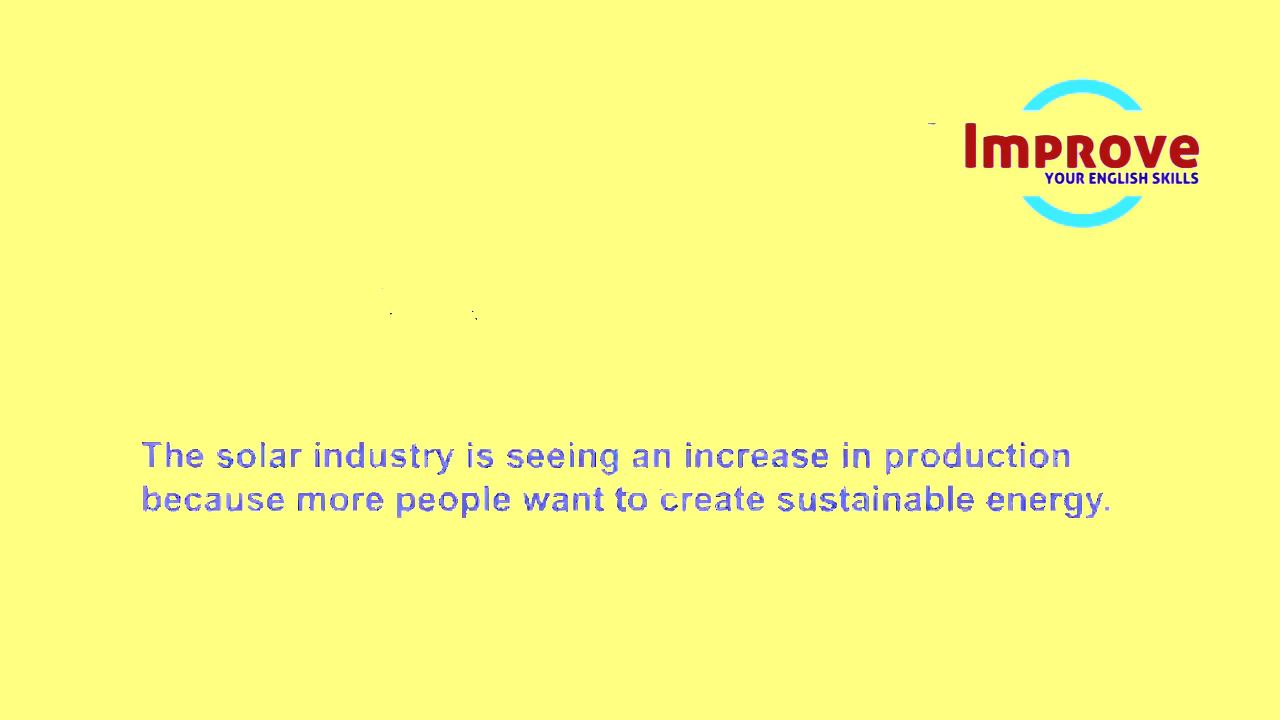 Improve
YOUR ENGLISH SKILLS
The solar industry is seeing an increase in production
because more people want to create sustainable energy.